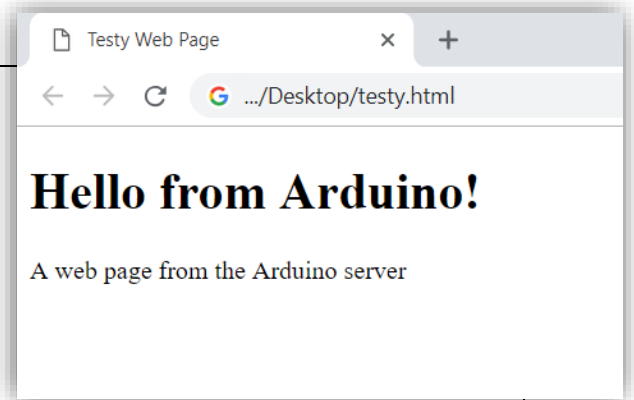 Testy Web Page
.../Desktop/testy.html
Hello from Arduino!
A web page from the Arduino server